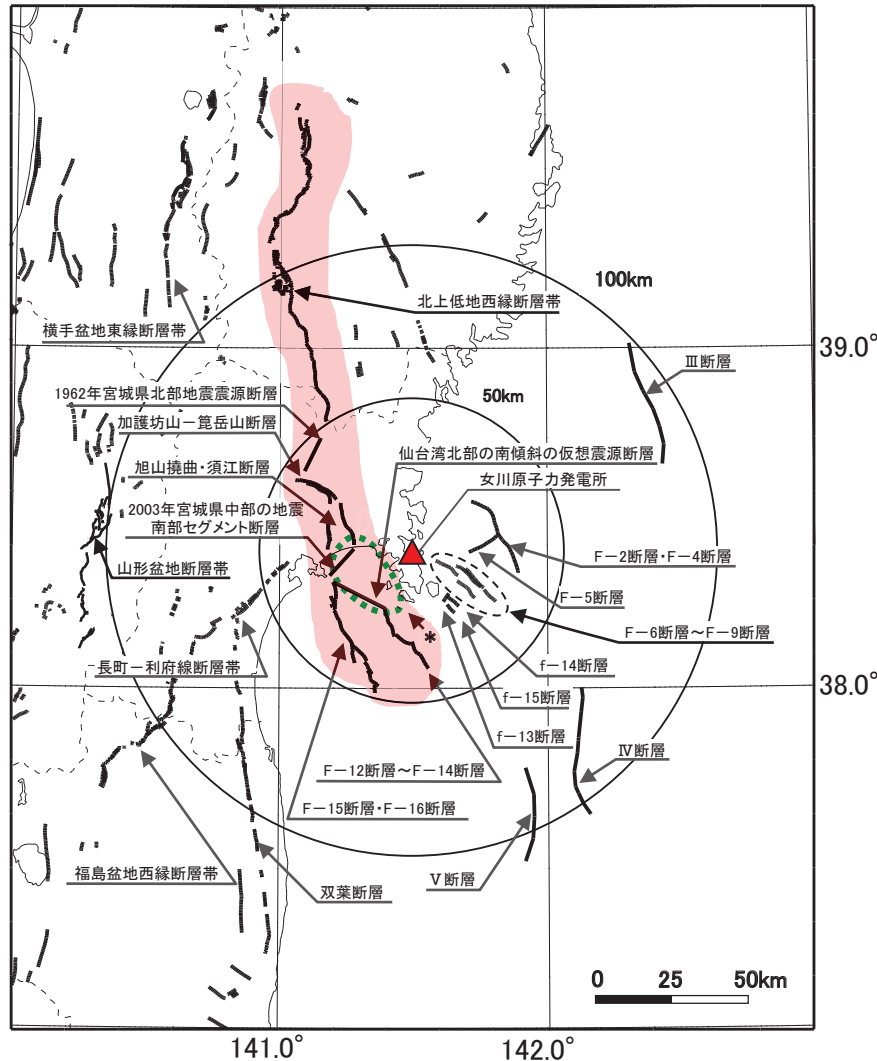 100km
北上低地西縁断層帯
横手盆地東縁断層帯
39.0°
Ⅲ断層
50km
1962年宮城県北部地震震源断層
加護坊山－箟岳山断層
仙台湾北部の南傾斜の仮想震源断層
旭山撓曲・須江断層
女川原子力発電所
2003年宮城県中部の地震
南部セグメント断層
F－2断層・F－4断層
山形盆地断層帯
F－5断層
*
F－6断層～F－9断層
f－14断層
長町－利府線断層帯
38.0°
f－15断層
f－13断層
Ⅳ断層
F－12断層～F－14断層
F－15断層・F－16断層
福島盆地西縁断層帯
双葉断層
Ⅴ断層
0 25 50km
141.0° 142.0°